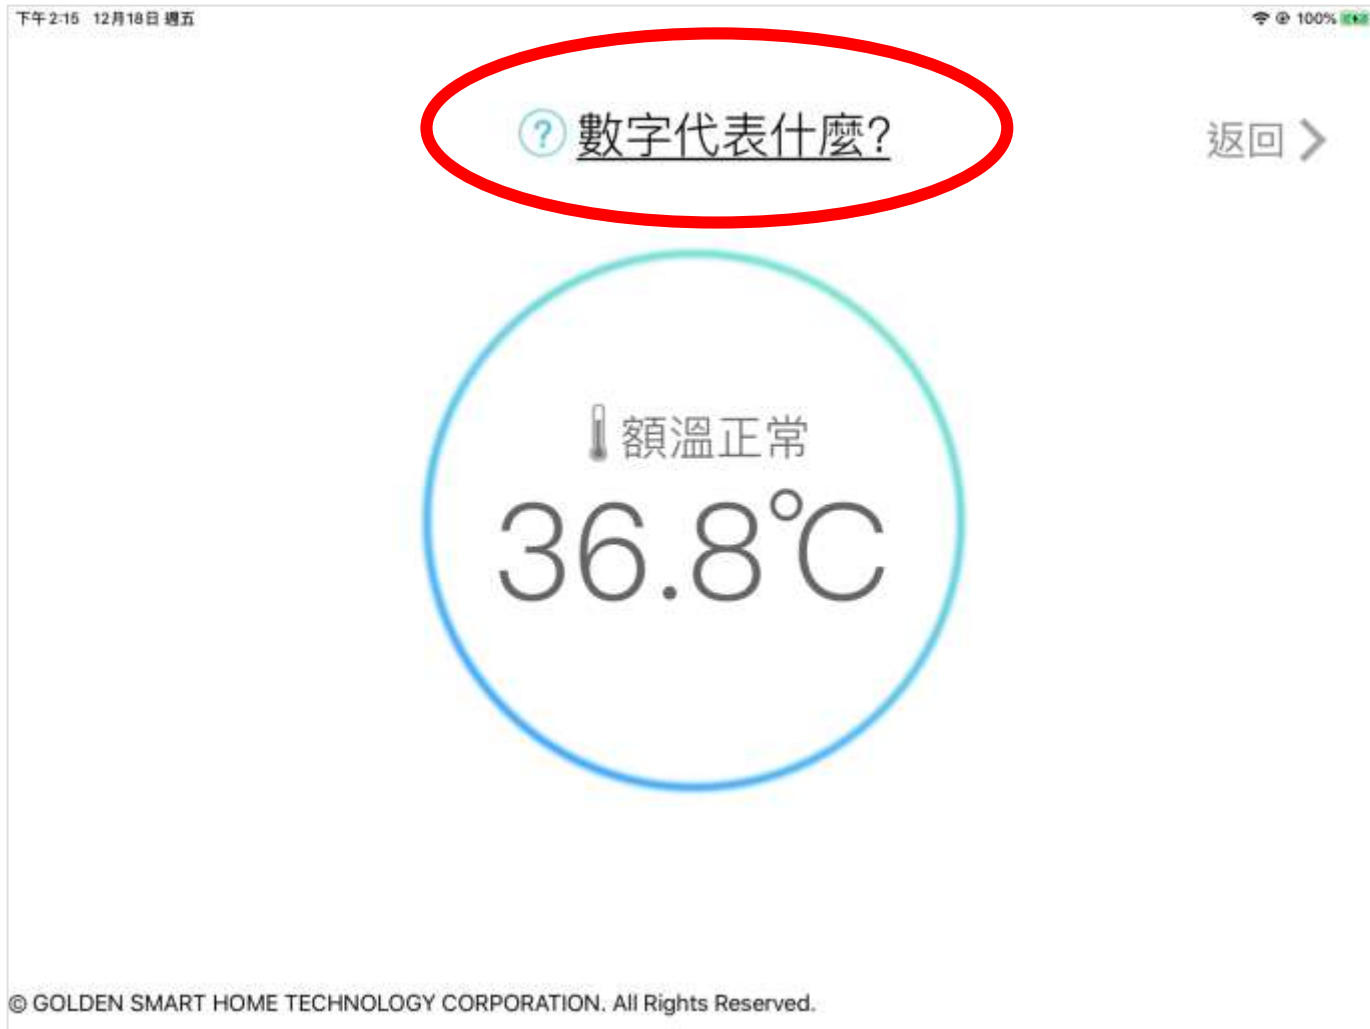 下午 2:15 12月18日 週五
100%
? 數字代表什麼?
返回
額溫正常
36.8℃
© GOLDEN SMART HOME TECHNOLOGY CORPORATION. All Rights Reserved.